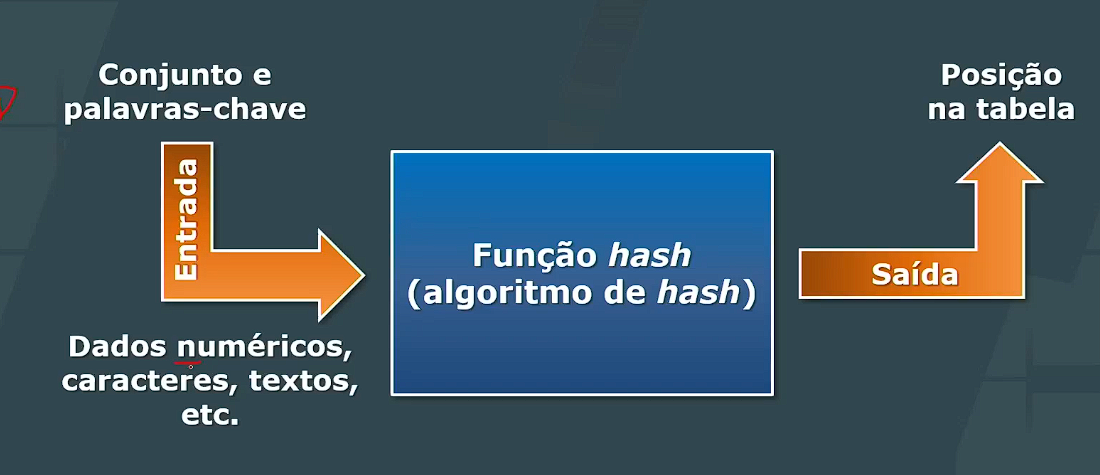 Conjunto e
palavras-chave
Entrada
Dados numéricos,
caracteres, textos,
etc.
Função hash
(algoritmo de hash)
Saída
Posição
na tabela